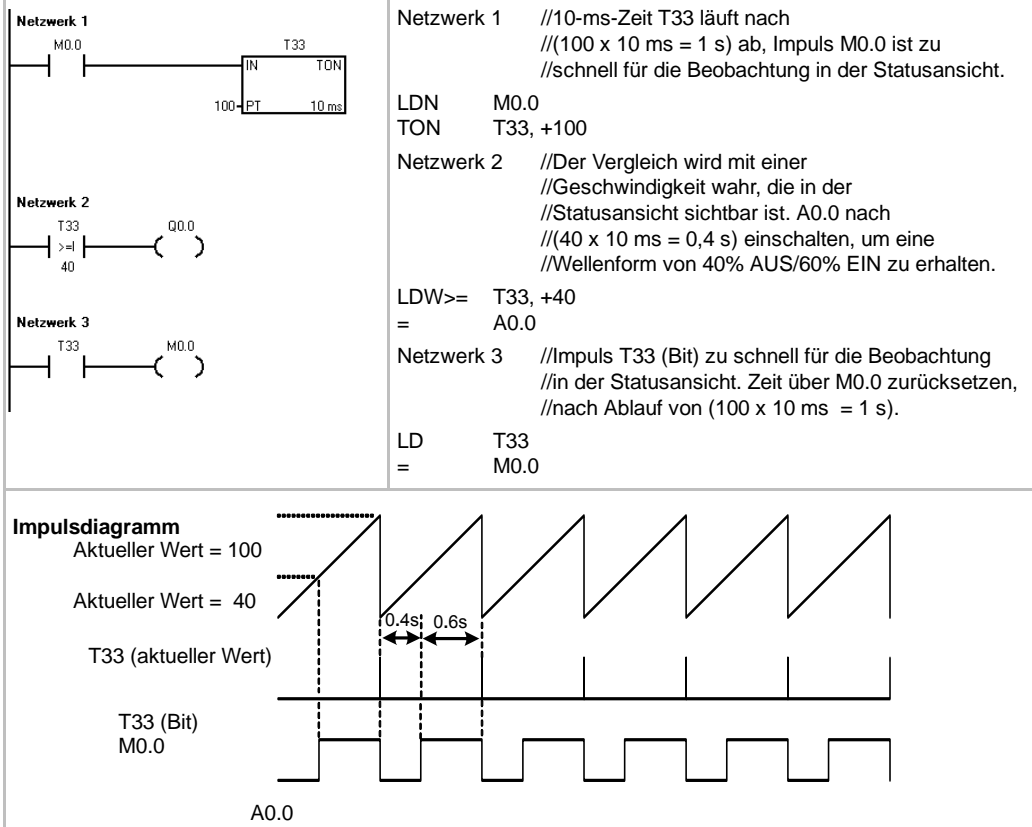 Netzwerk 1
M0.0
T33
IN TON
100 PT 10 ms
Netzwerk 2
T33 Q0.0
>=I
40
Netzwerk 3
T33 M0.0
Netzwerk 1 //10-ms-Zeit T33 läuft nach
//(100 x 10 ms = 1 s) ab, Impuls M0.0 ist zu
//schnell für die Beobachtung in der Statusansicht.
LDN M0.0
TON T33, +100
Netzwerk 2 //Der Vergleich wird mit einer
//Geschwindigkeit wahr, die in der
//Statusansicht sichtbar ist. A0.0 nach
//(40 x 10 ms = 0,4 s) einschalten, um eine
//Wellenform von 40% AUS/60% EIN zu erhalten.
LDW>= T33, +40
= A0.0
Netzwerk 3 //Impuls T33 (Bit) zu schnell für die Beobachtung
//in der Statusansicht. Zeit über M0.0 zurücksetzen,
//nach Ablauf von (100 x 10 ms = 1 s).
LD T33
= M0.0
Impulsdiagramm
Aktueller Wert = 100
Aktueller Wert = 40
0.4s 0.6s
T33 (aktueller Wert)
T33 (Bit)
M0.0
A0.0